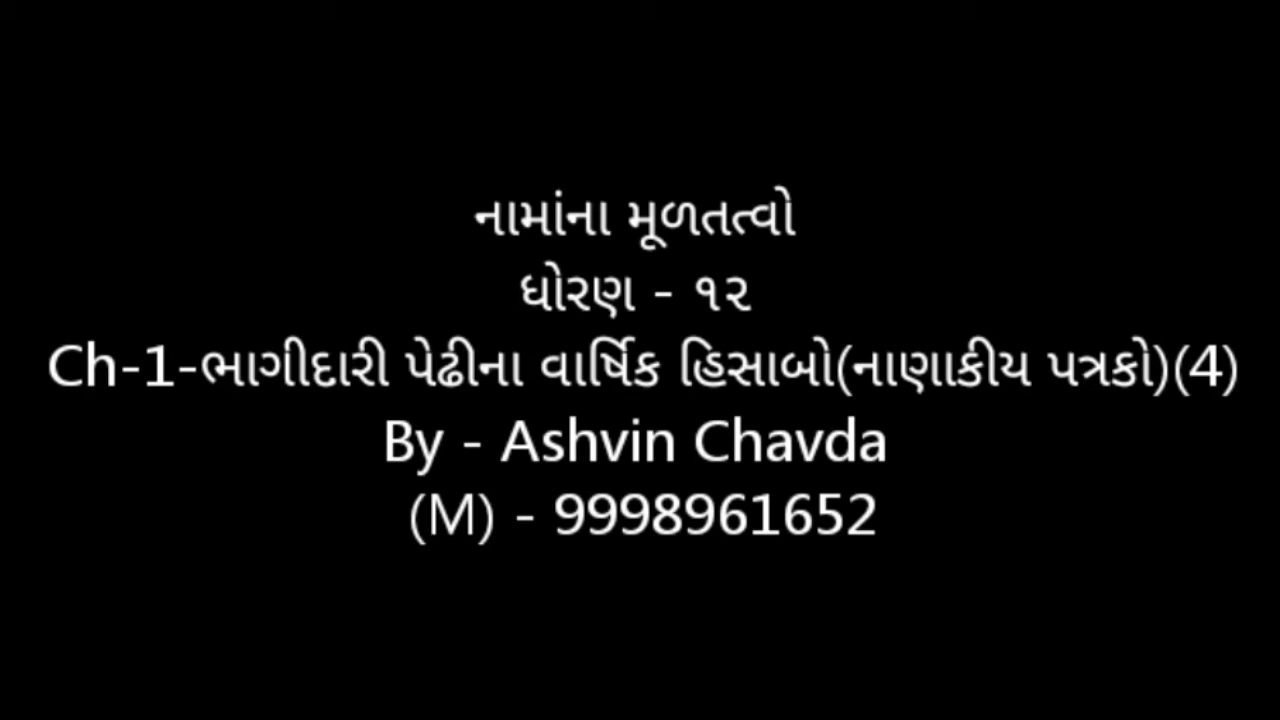 નામાંના મૂળતત્વો
ધોરણ - ૧૨
Ch-1-ભાગીદારી પેઢીના વાર્ષિક હિસાબો(નાણાકીય પત્રકો)(4)
By - Ashvin Chavda
(M) - 9998961652